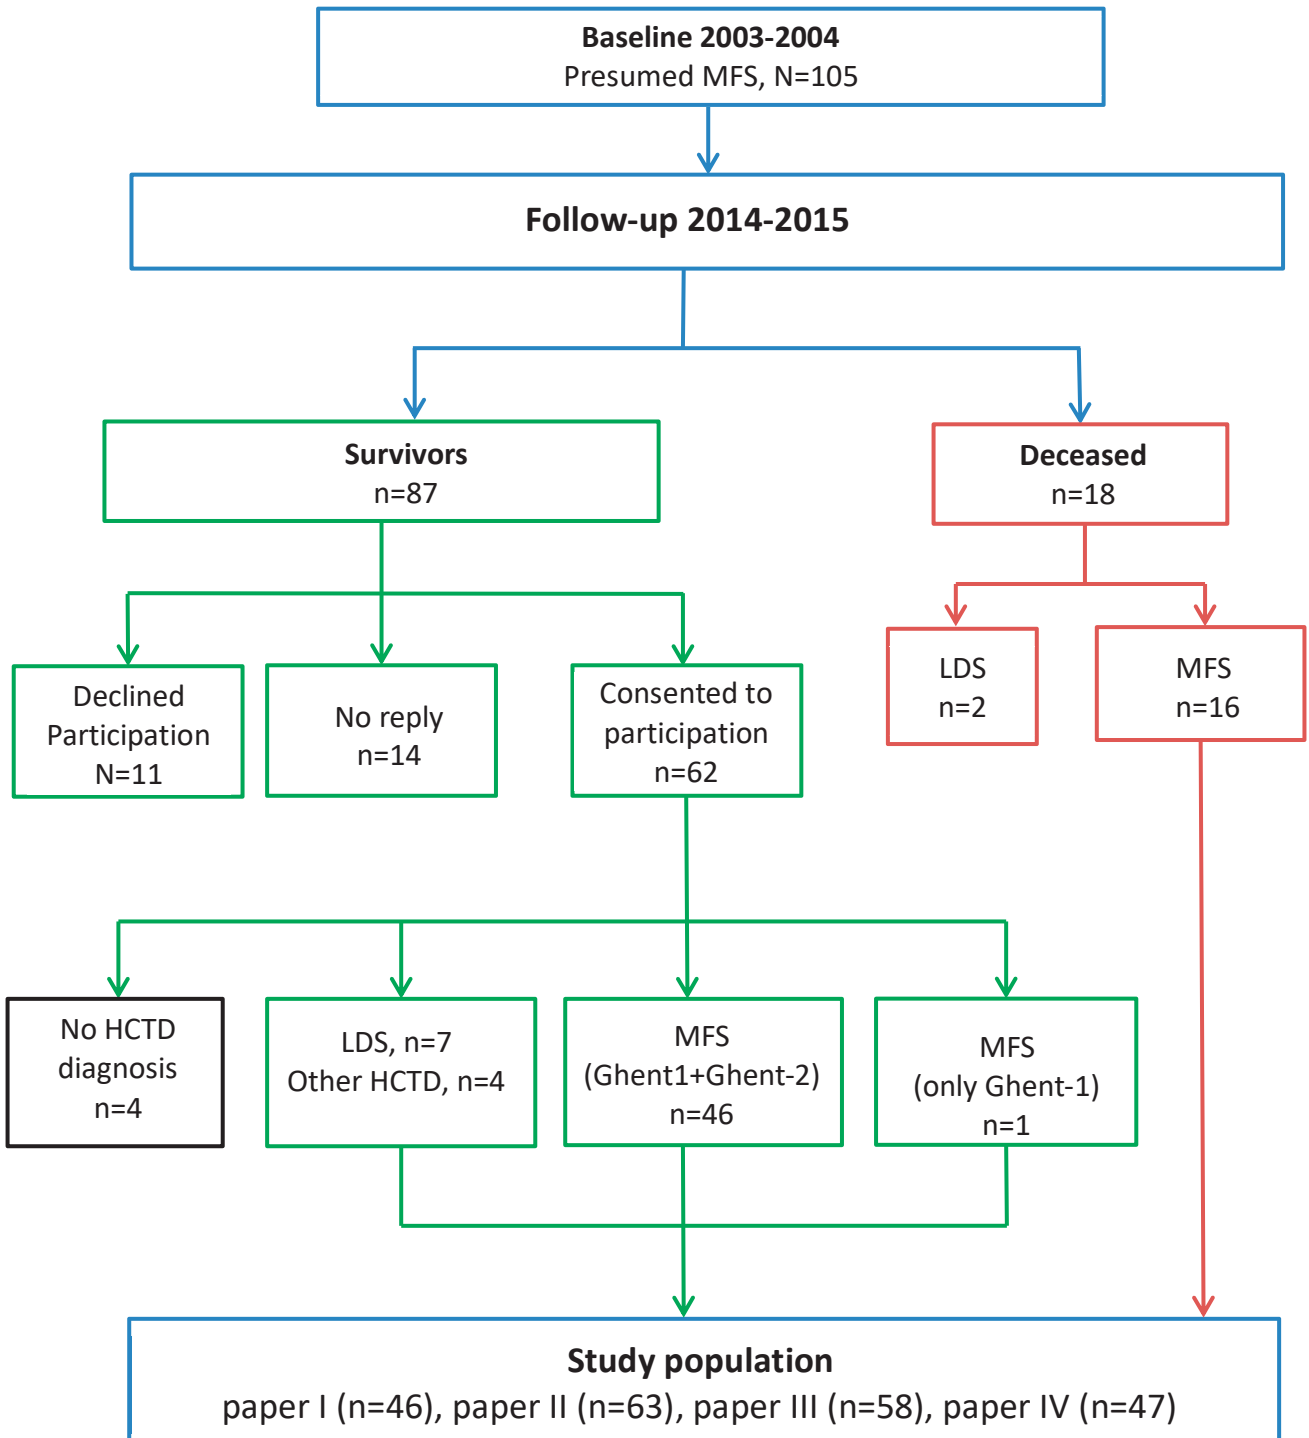 Baseline 2003-2004
Presumed MFS, N=105
Follow-up 2014-2015
Survivors
n=87
Deceased
n=18
Declined
Participation
N=11
No reply
n=14
Consented to
participation
n=62
LDS
n=2
MFS
n=16
No HCTD
diagnosis
n=4
LDS, n=7
Other HCTD, n=4
MFS
(Ghent1+Ghent-2)
n=46
MFS
(only Ghent-1)
n=1
Study population
paper I (n=46), paper II (n=63), paper III (n=58), paper IV (n=47)